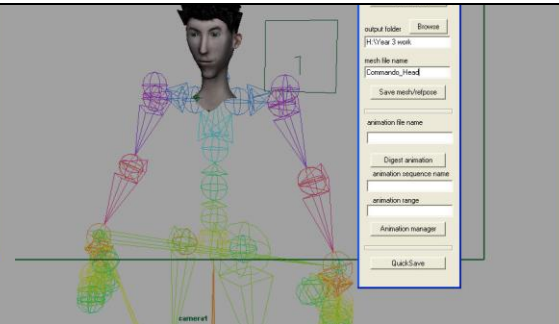 output folder Browse
H:\Year 3 work
mesh file name
Commando_Head
Save mesh/refpose
animation file name
Digest animation
animation sequence name
animation range
Animation manager
QuickSave
1
camera1